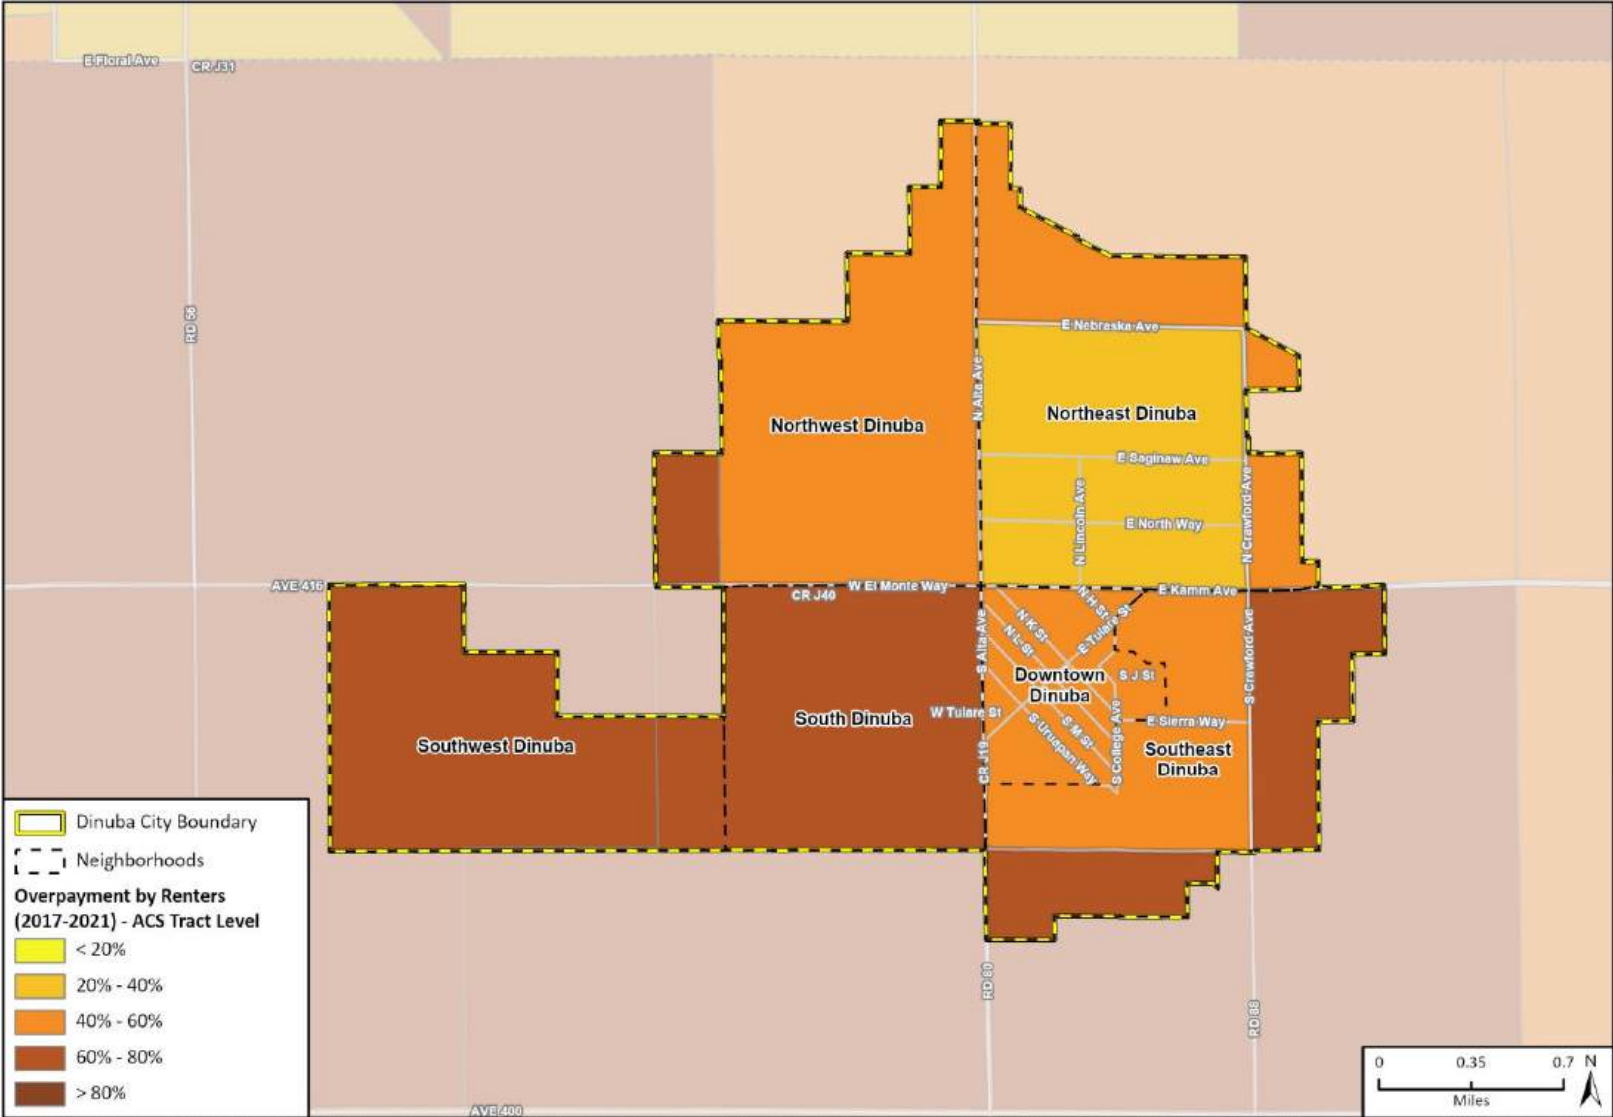 E Floral Ave
CR J31
RD 56
E Nebraska Ave
N Alta Ave
Northeast Dinuba
Northwest Dinuba
E Saginaw Ave
N Lincoln Ave
N Crawford Ave
E North Way
AVE 416
W El Monte Way
CR J40
E Kamm Ave
N H St
N K St
E Tulare St
N L St
S Alta Ave
S Crawford Ave
Downtown
Dinuba
S J St
W Tulare St
South Dinuba
S M St
S Uruapan Way
S College Ave
E Sierra Way
Southwest Dinuba
Southeast
Dinuba
CR J19
RD 80
RD 88
AVE 400
Dinuba City Boundary
Neighborhoods
Overpayment by Renters
(2017-2021) - ACS Tract Level
< 20%
20% - 40%
40% - 60%
60% - 80%
> 80%
0 0.35 0.7
Miles
N